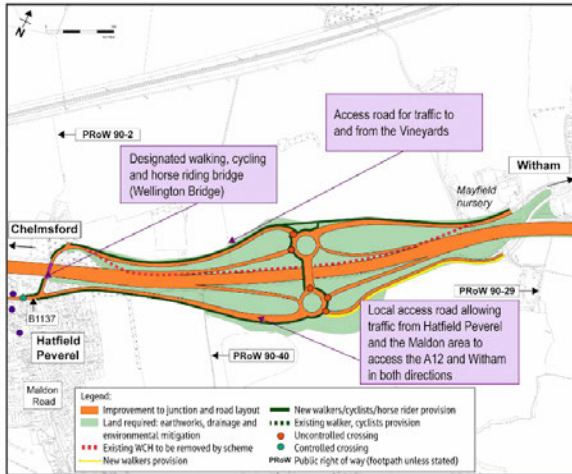 N
Access road for traffic to
and from the Vineyards
PRoW 90-2
Designated walking, cycling
and horse riding bridge
(Wellington Bridge)
Witham
Mayfield
nursery
Chelmsford
PRoW 90-29
B1137
Hatfield
Peverel
Local access road allowing
traffic from Hatfield Peverel
and the Maldon area to
access the A12 and Witham
in both directions
PRoW 90-40
Maldon
Road
Legend:
Improvement to junction and road layout
Land required: earthworks, drainage and
environmental mitigation
Existing WCH to be removed by scheme
New walkers provision
New walkers/cyclists/horse rider provision
Existing walker, cyclists provision
Uncontrolled crossing
Controlled crossing
PRoW Public right of way (footpath unless stated)